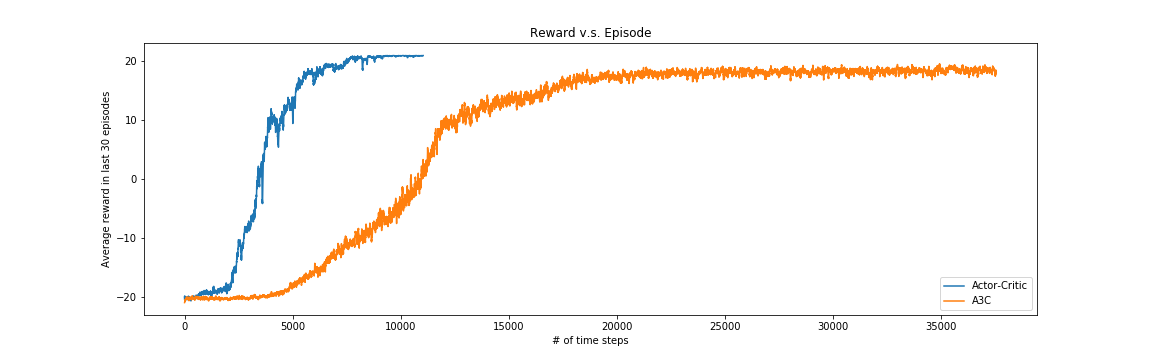 Reward v.s. Episode
Average reward in last 30 episodes
20
10
0
−10
−20
0
5000
10000
15000
20000
25000
30000
35000
# of time steps
Actor-Critic
A3C